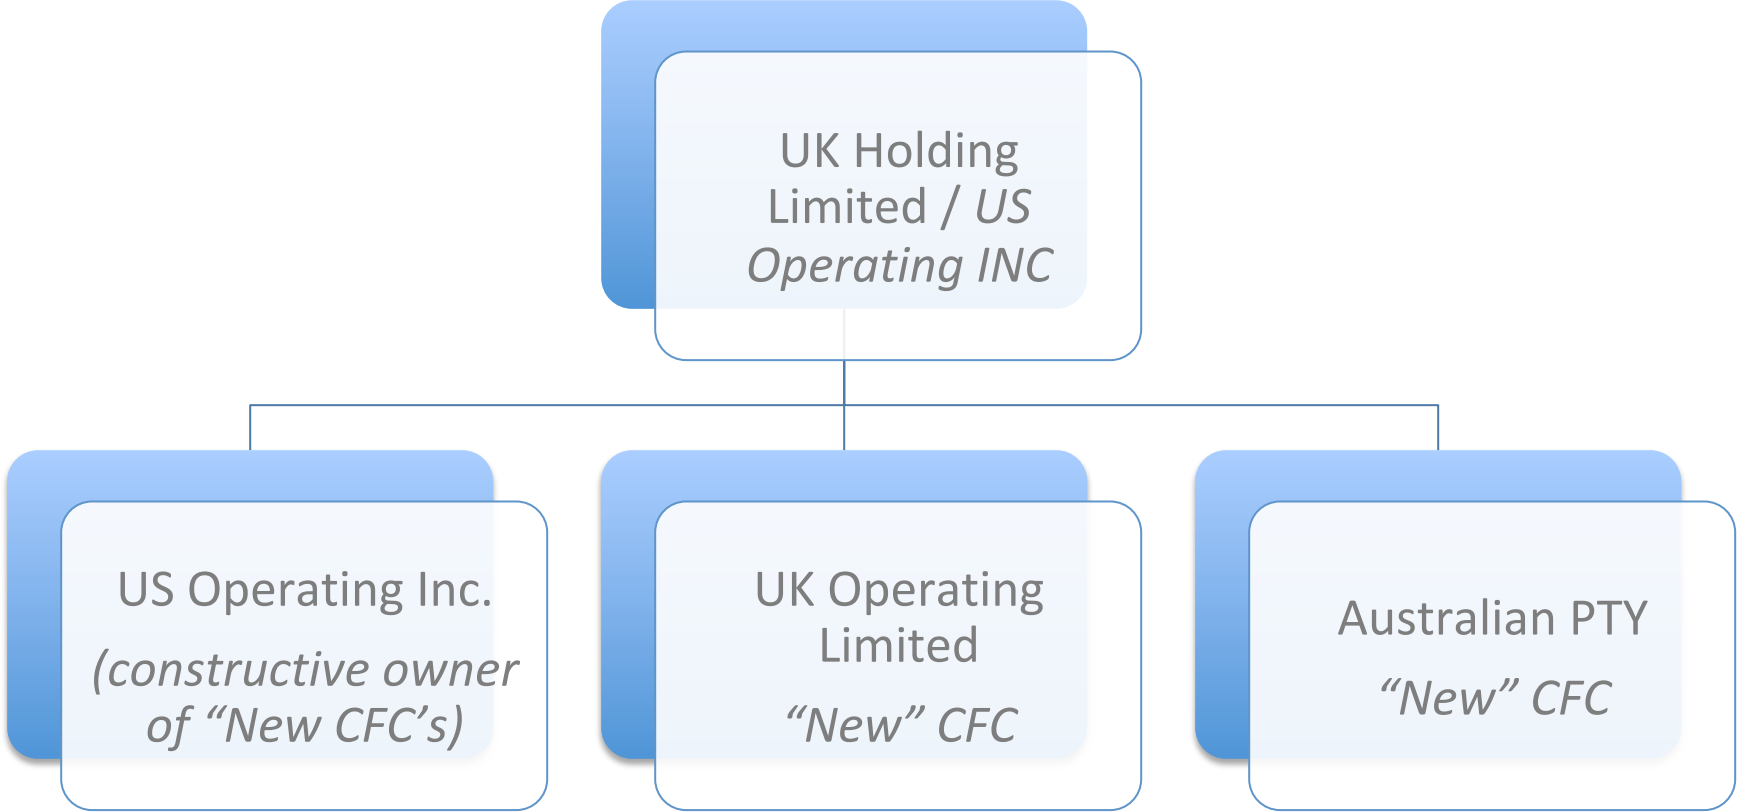 UK Holding
Limited / US
Operating INC
US Operating Inc.
(constructive owner
of “New CFC’s)
UK Operating
Limited
“New” CFC
Australian PTY
“New” CFC